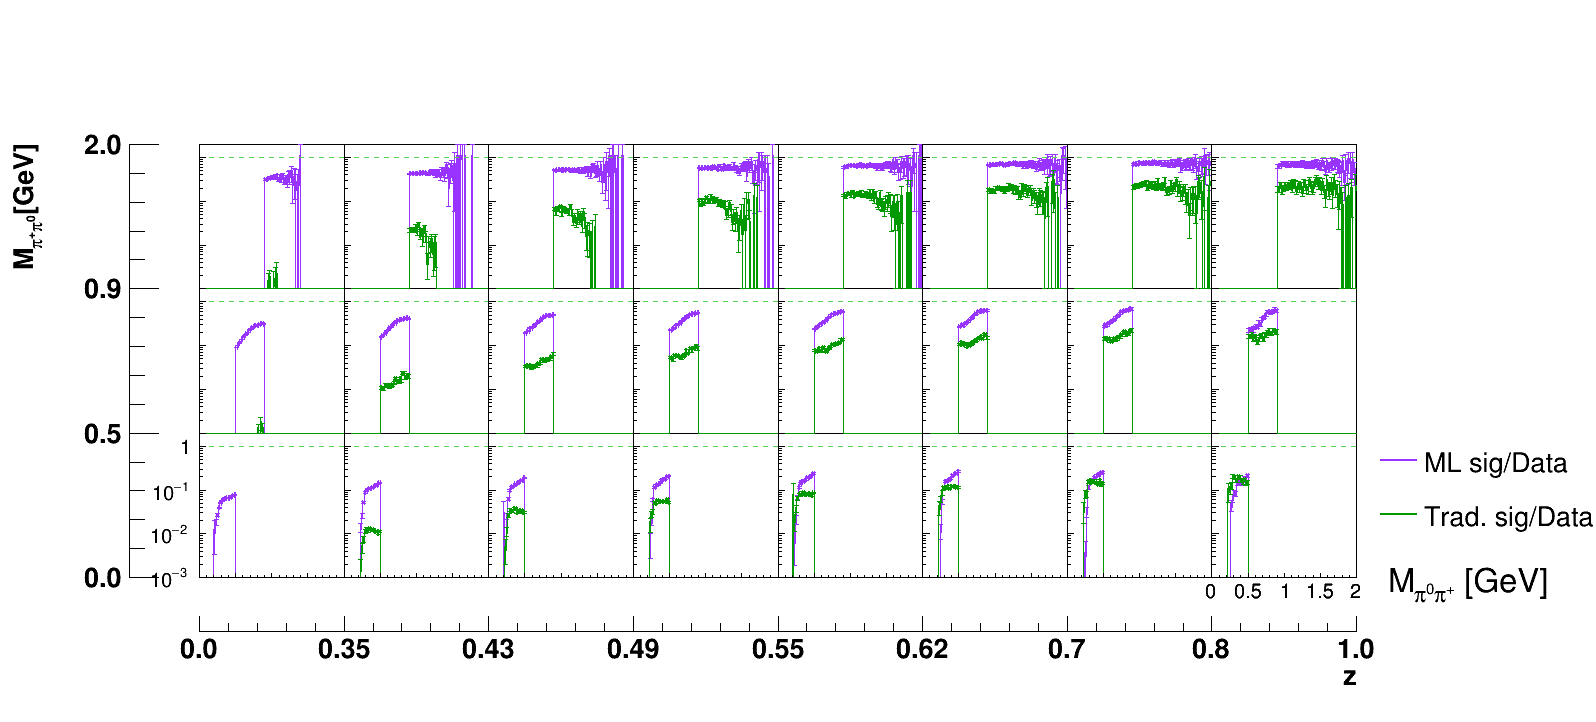 M_{π⁺π⁰}[GeV]
2.0
0.9
0.5
0.0
1
10⁻¹
10⁻²
10⁻³
ML sig/Data
Trad. sig/Data
0 0.5 1 1.5 2
M_{π⁰π⁺} [GeV]
0.0 0.35 0.43 0.49 0.55 0.62 0.7 0.8 1.0
z